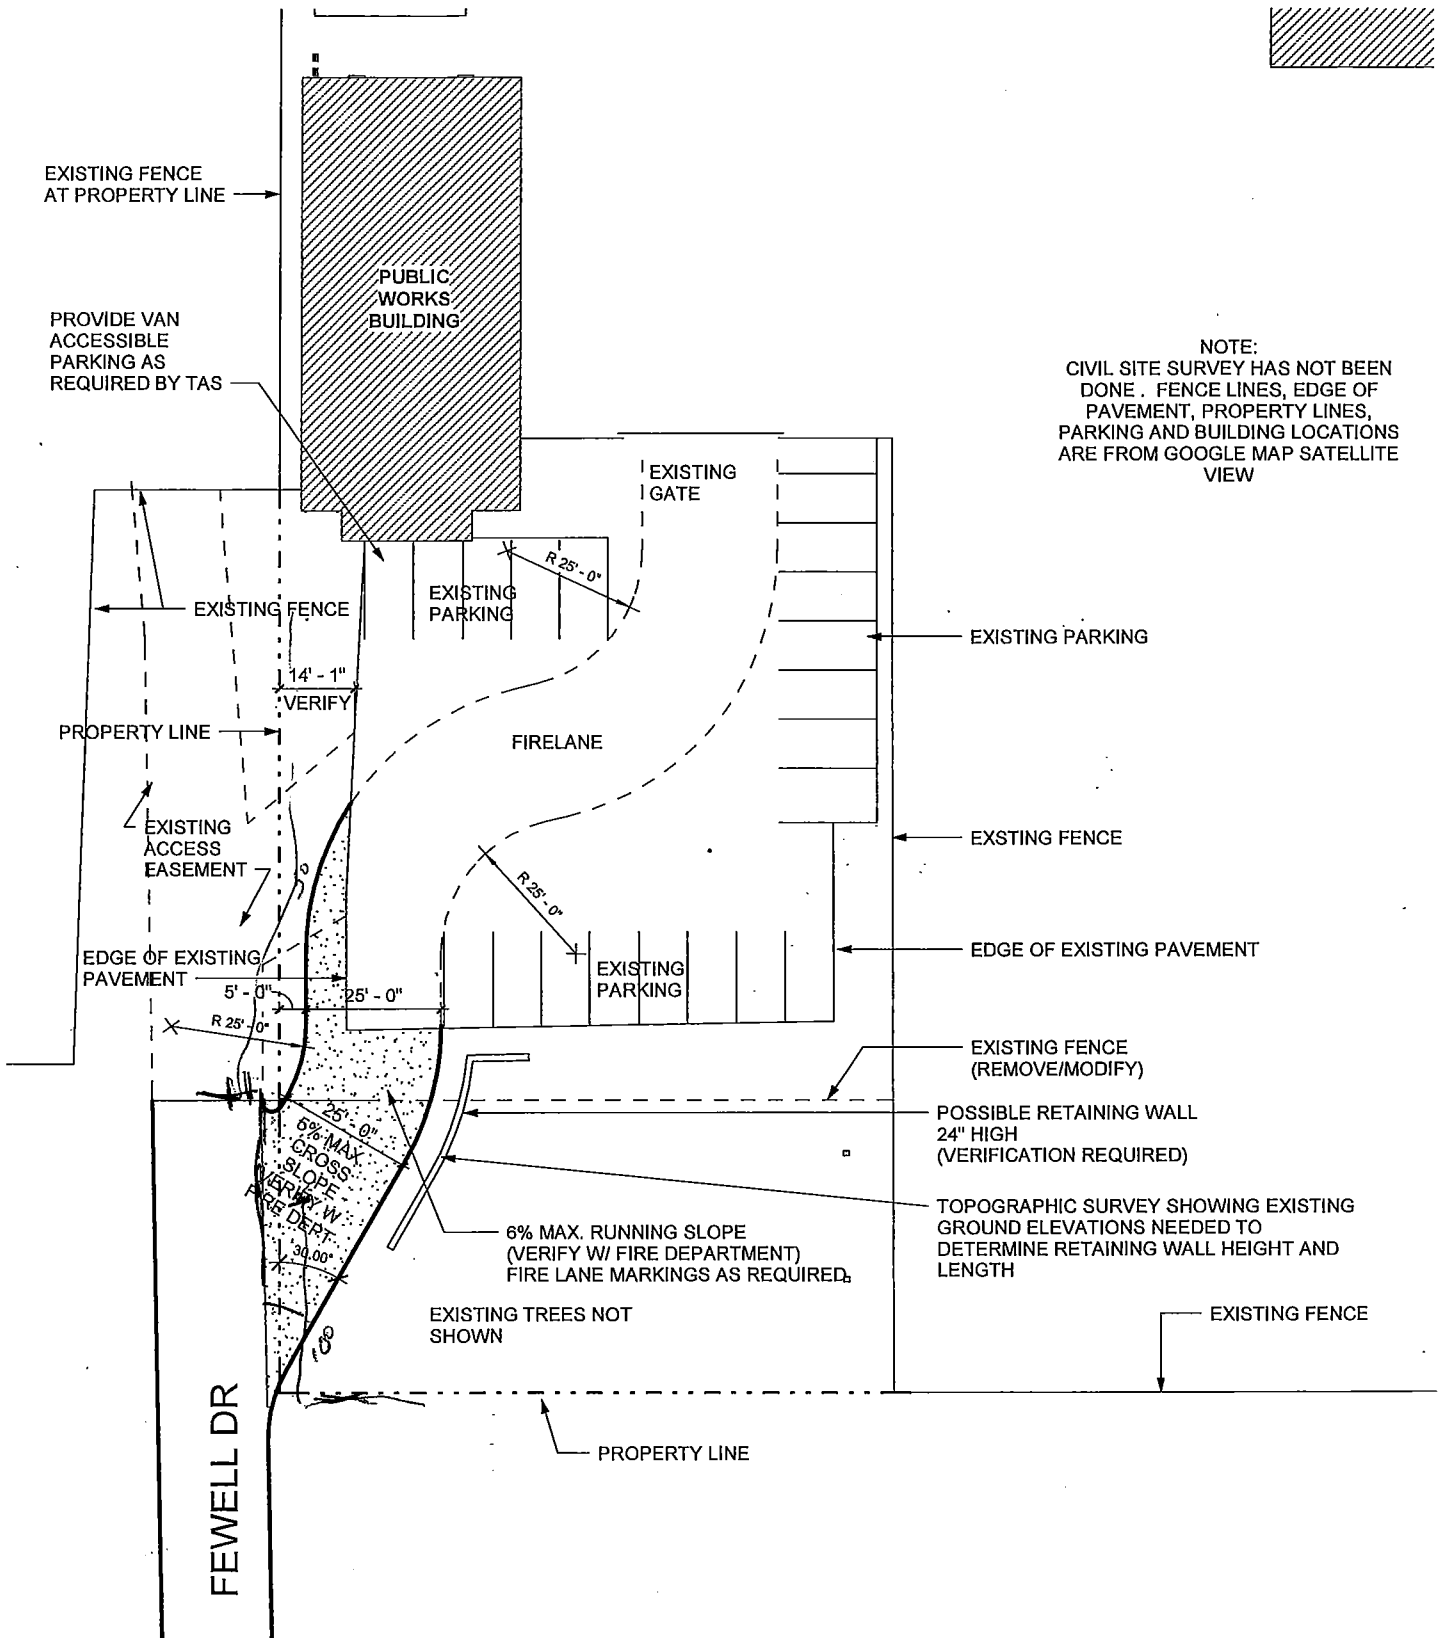 EXISTING FENCE
AT PROPERTY LINE
PUBLIC
WORKS
BUILDING
PROVIDE VAN
ACCESSIBLE
PARKING AS
REQUIRED BY TAS
NOTE:
CIVIL SITE SURVEY HAS NOT BEEN
DONE . FENCE LINES, EDGE OF
PAVEMENT, PROPERTY LINES,
PARKING AND BUILDING LOCATIONS
ARE FROM GOOGLE MAP SATELLITE
VIEW
EXISTING
GATE
R 25' - 0"
EXISTING
PARKING
EXISTING FENCE
EXISTING PARKING
14' - 1"
VERIFY
PROPERTY LINE
FIRELANE
EXISTING
ACCESS
EASEMENT
EXSTING FENCE
R 25' - 0"
EDGE OF EXISTING
PAVEMENT
EDGE OF EXISTING PAVEMENT
EXISTING
PARKING
5' - 0"
25' - 0"
R 25' - 0"
EXISTING FENCE
(REMOVE/MODIFY)
25' - 0"
5% MAX
CROSS
SLOPE
VERIFY W
FIRE DEPT
POSSIBLE RETAINING WALL
24" HIGH
(VERIFICATION REQUIRED)
TOPOGRAPHIC SURVEY SHOWING EXISTING
GROUND ELEVATIONS NEEDED TO
DETERMINE RETAINING WALL HEIGHT AND
LENGTH
6% MAX. RUNNING SLOPE
(VERIFY W/ FIRE DEPARTMENT)
FIRE LANE MARKINGS AS REQUIRED
30.00°
EXISTING TREES NOT
SHOWN
EXISTING FENCE
PROPERTY LINE
FEWELL DR